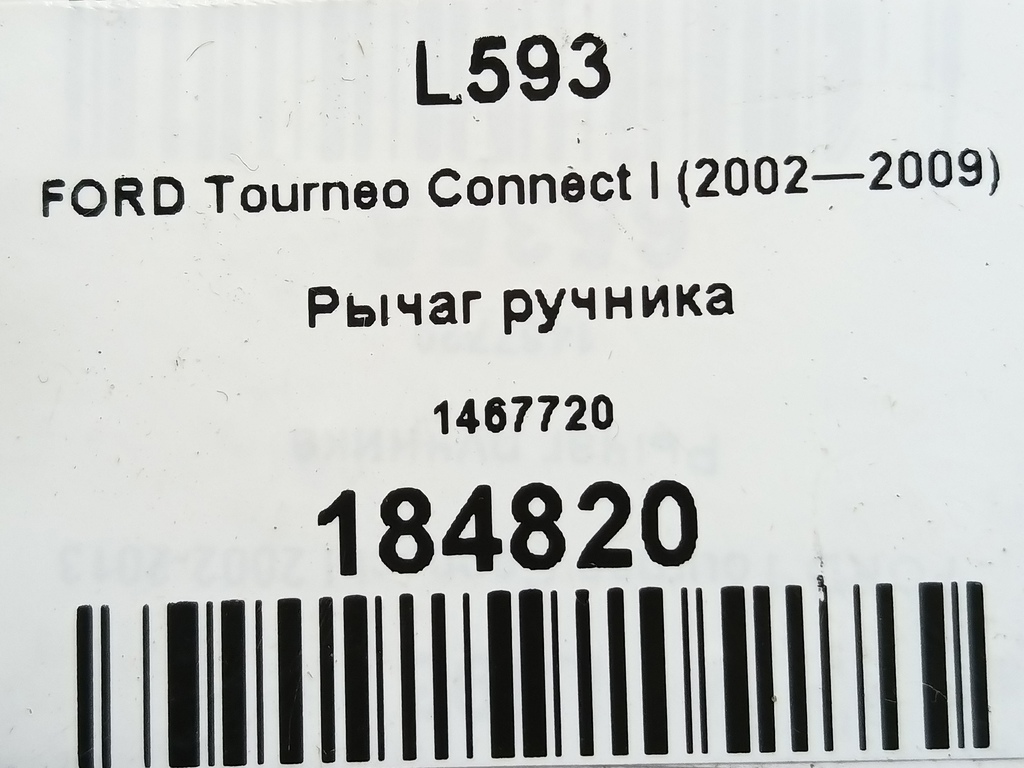 L593
FORD Tourneo Connect I (2002—2009)
Рычаг ручника
1467720
184820